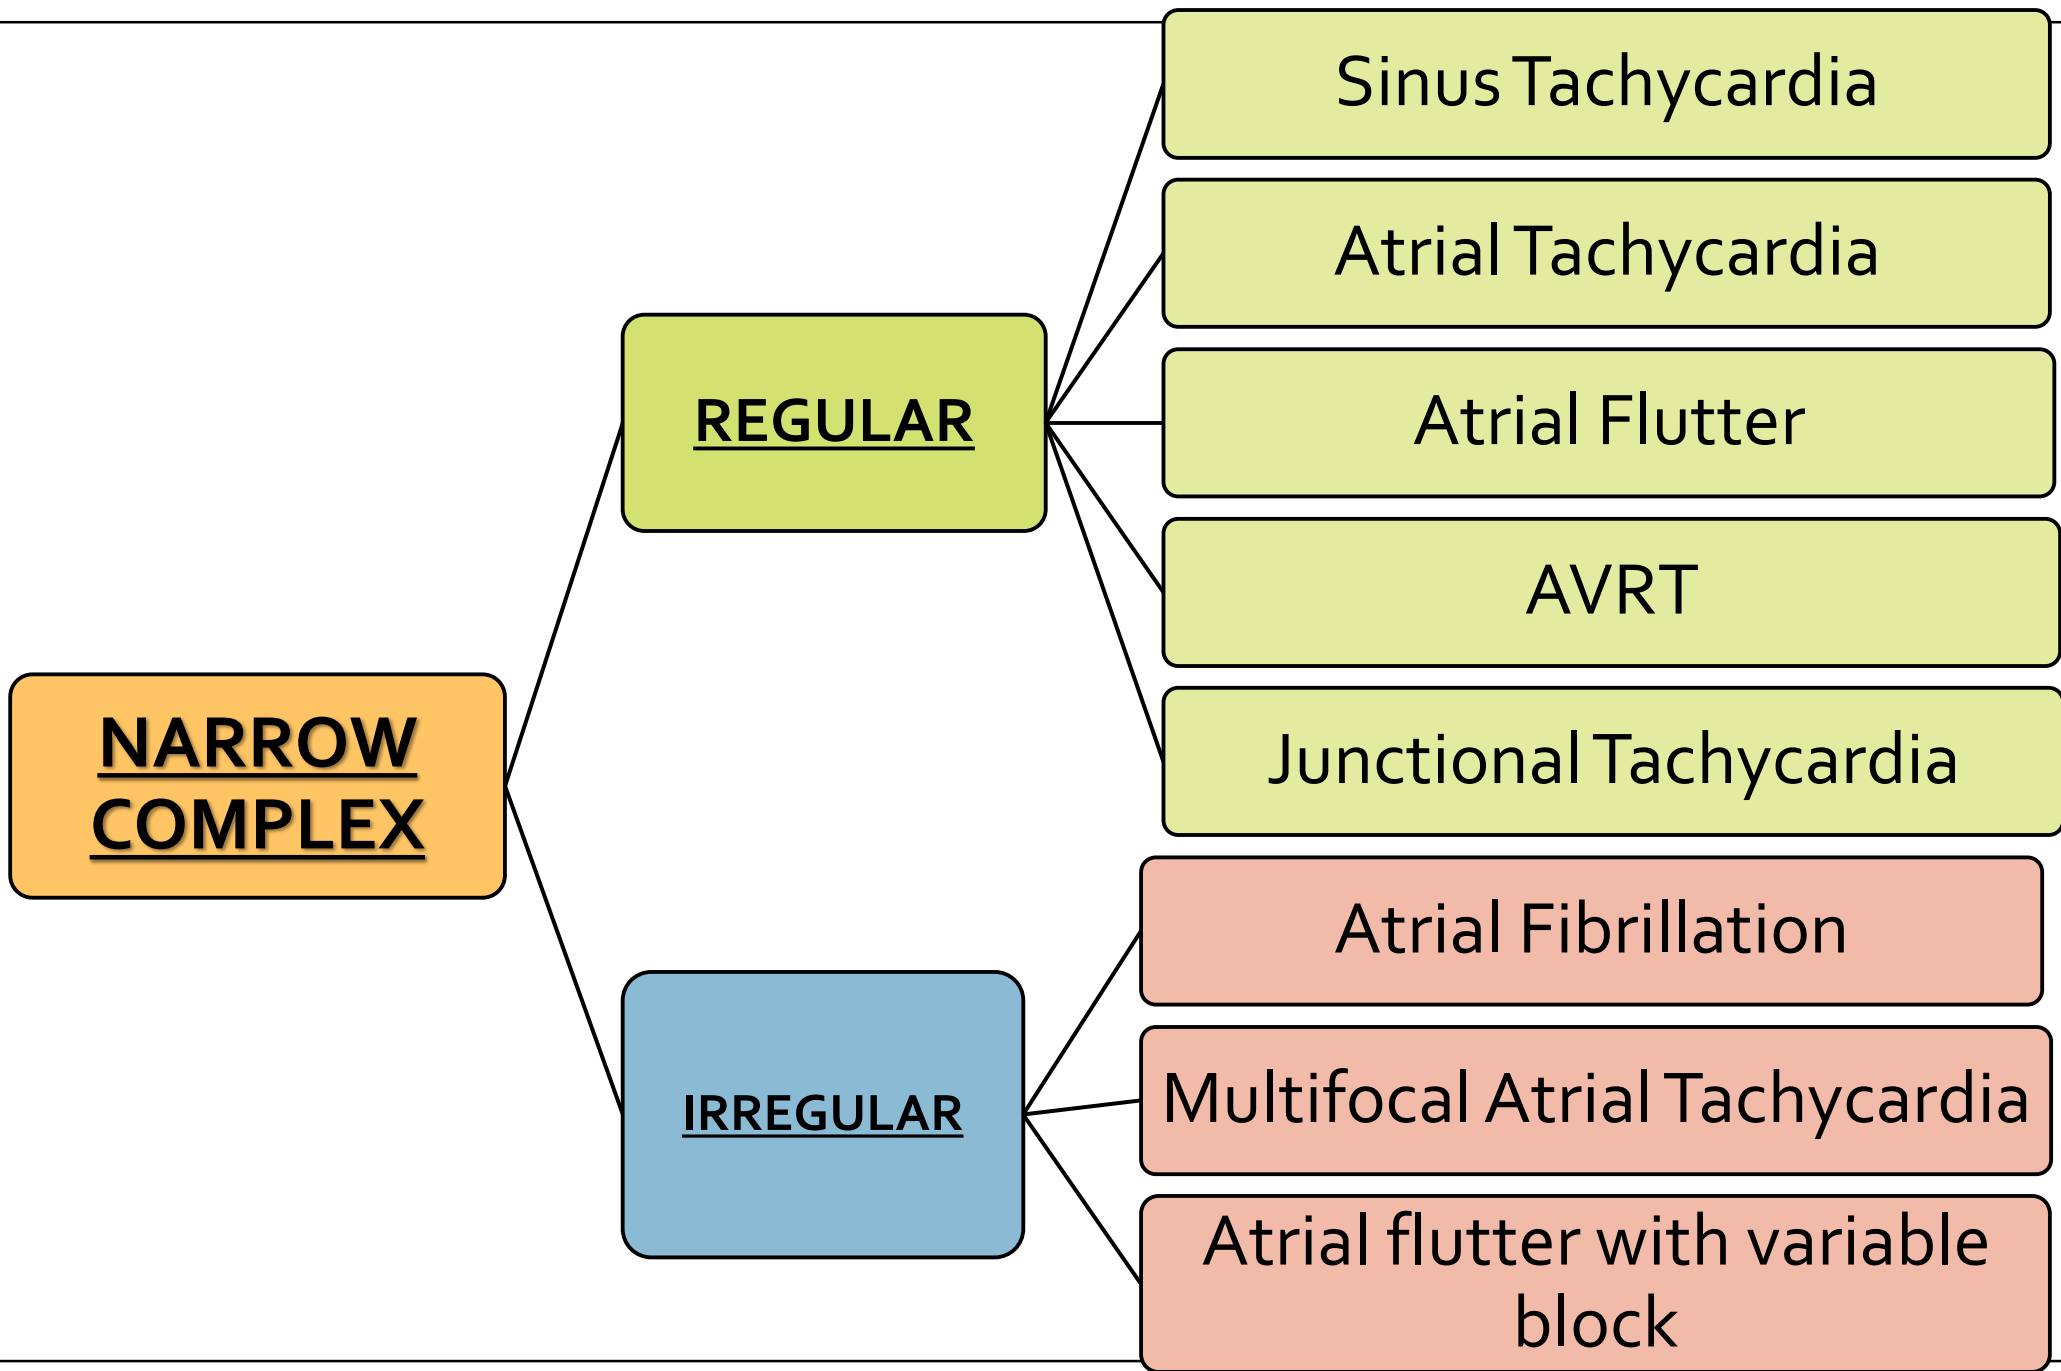 NARROW
COMPLEX
REGULAR
Sinus Tachycardia
Atrial Tachycardia
Atrial Flutter
AVRT
Junctional Tachycardia
IRREGULAR
Atrial Fibrillation
Multifocal Atrial Tachycardia
Atrial flutter with variable
block